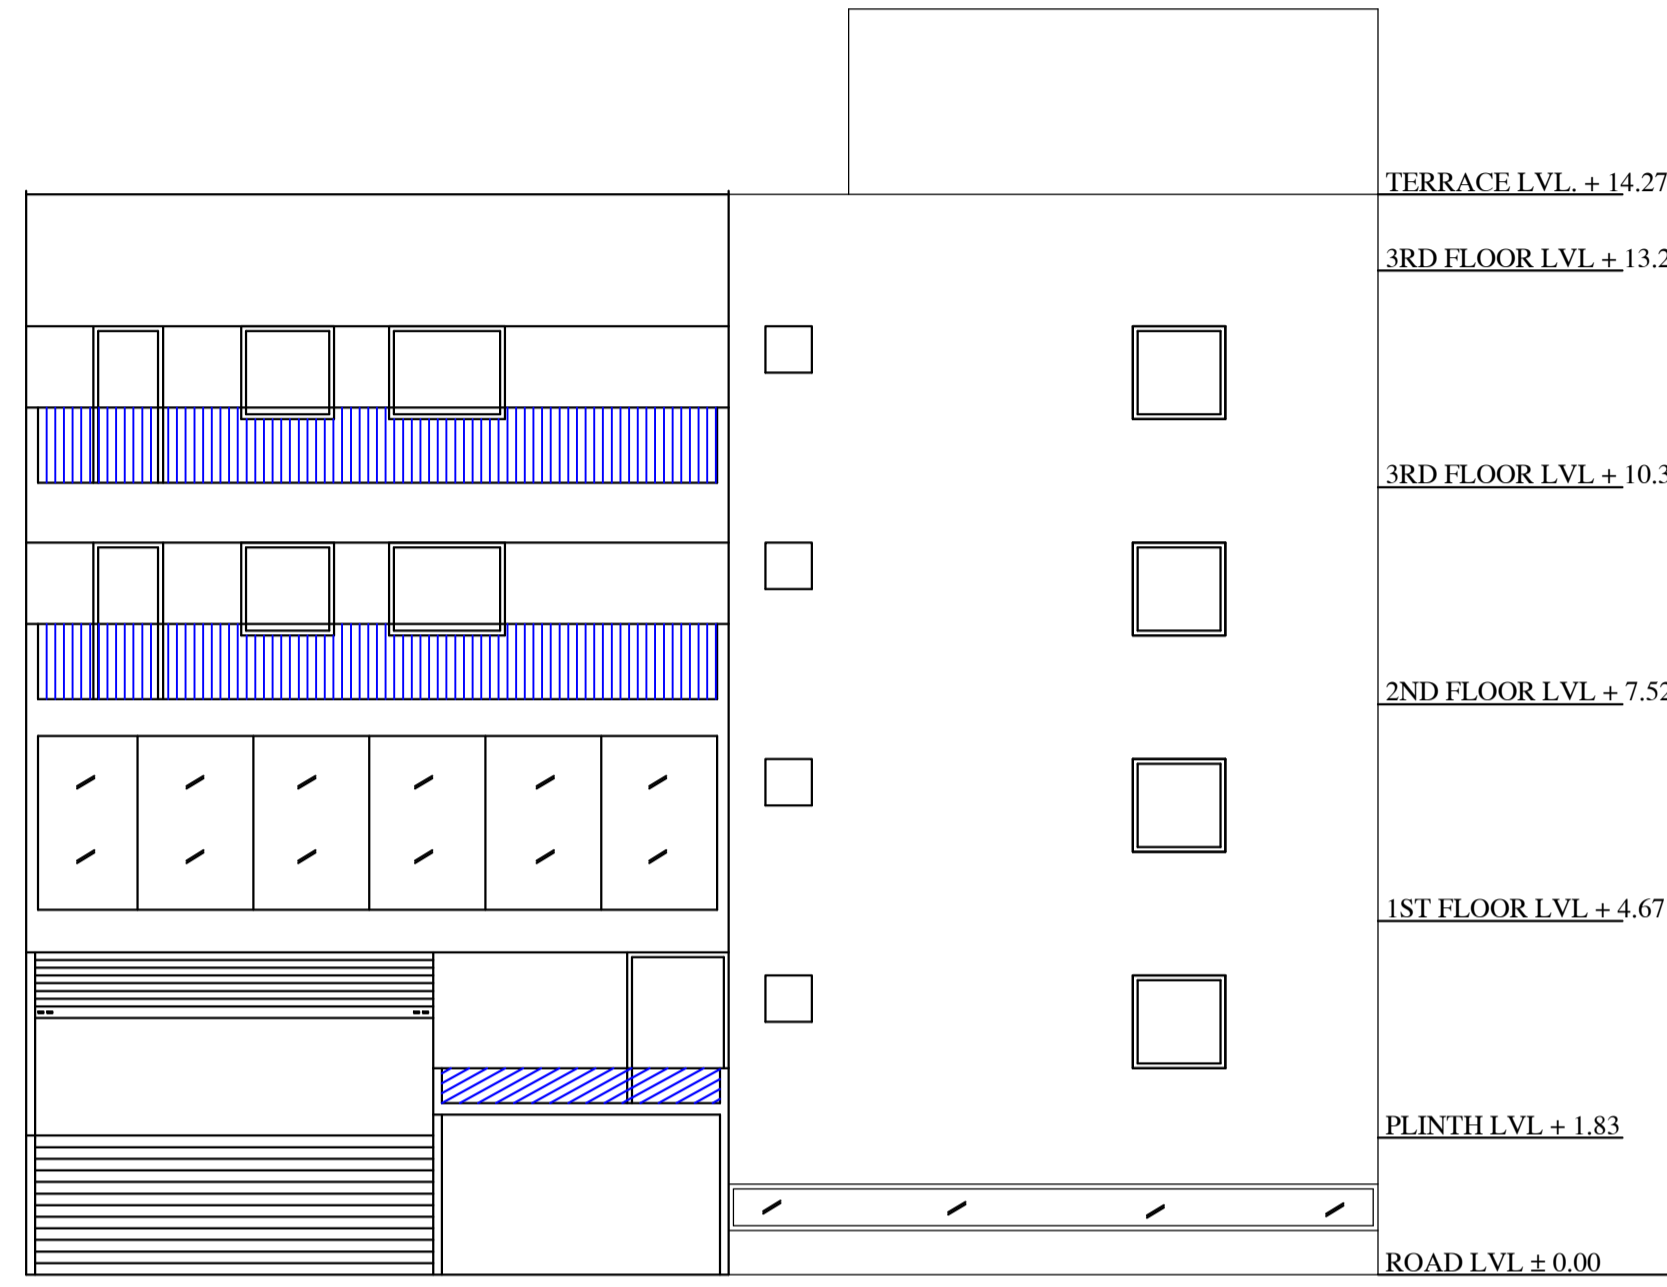 TERRACE LVL. + 14.27
3RD FLOOR LVL + 13.2
3RD FLOOR LVL + 10.3
2ND FLOOR LVL + 7.52
1ST FLOOR LVL + 4.67
PLINTH LVL + 1.83
ROAD LVL ± 0.00